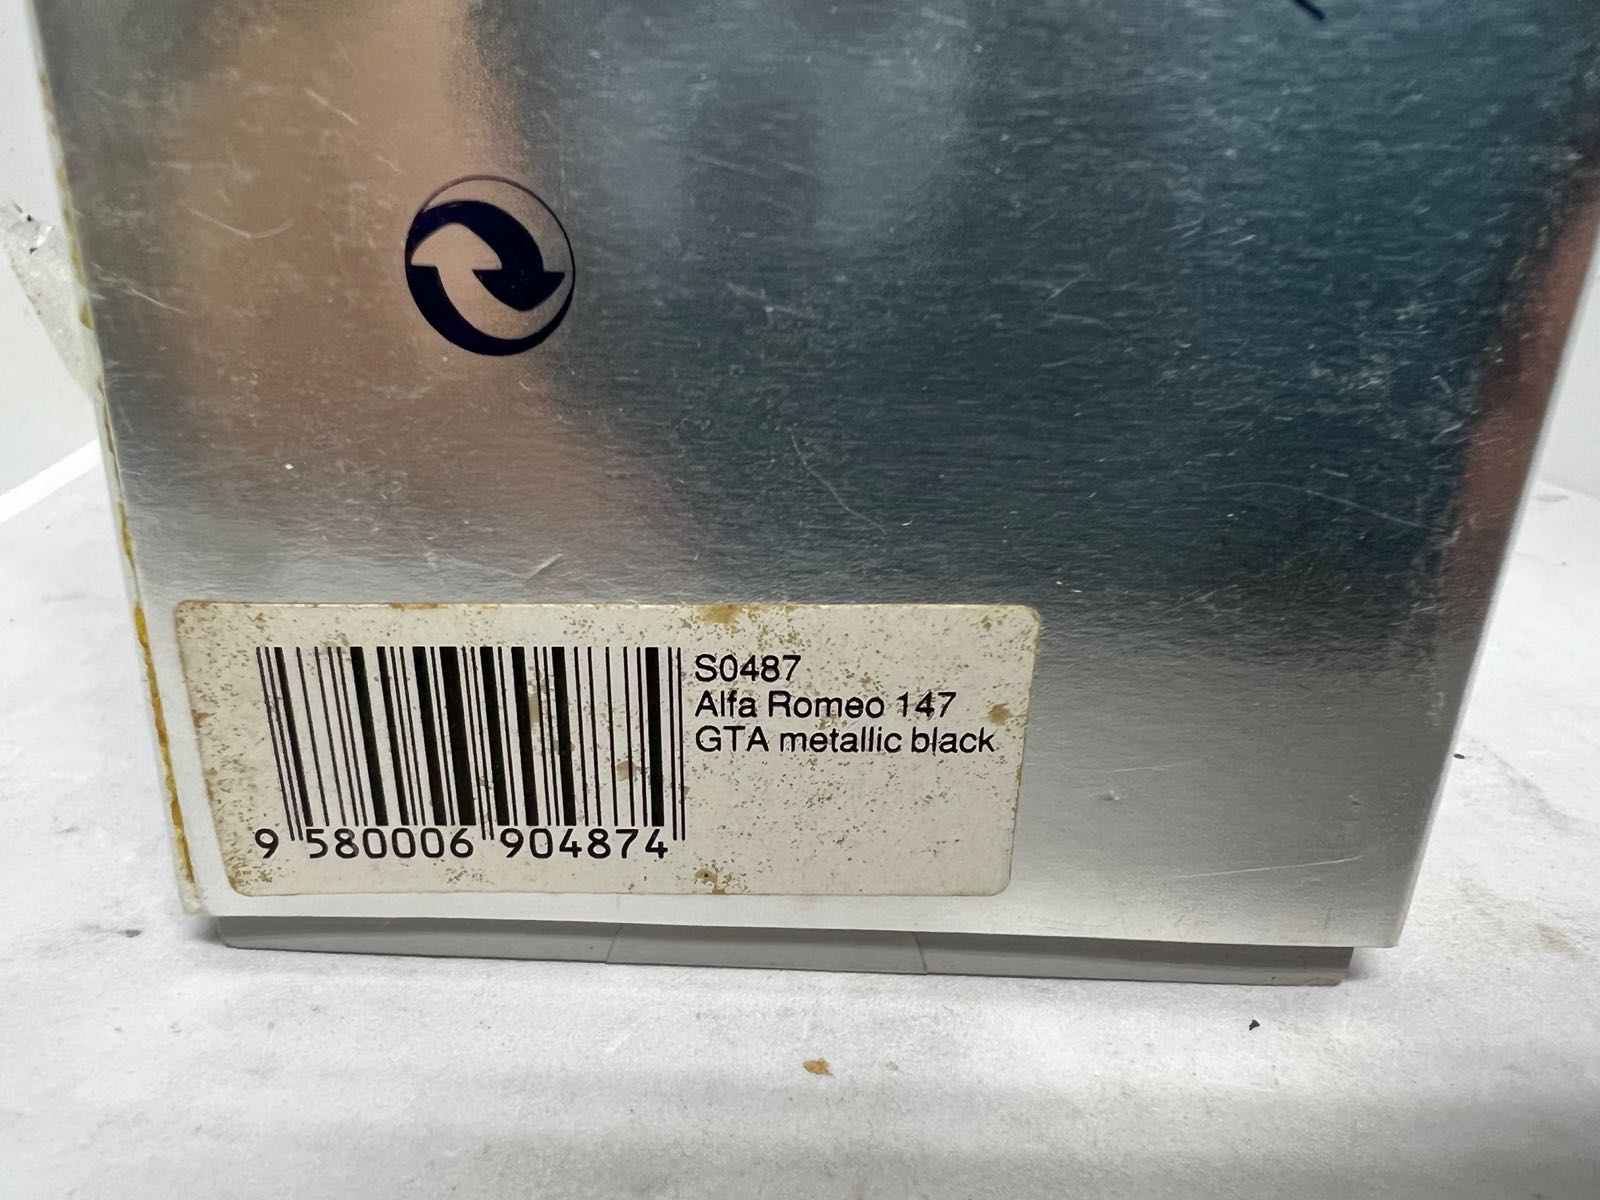 S0487
Alfa Romeo 147
GTA metallic black
9 580006 904874